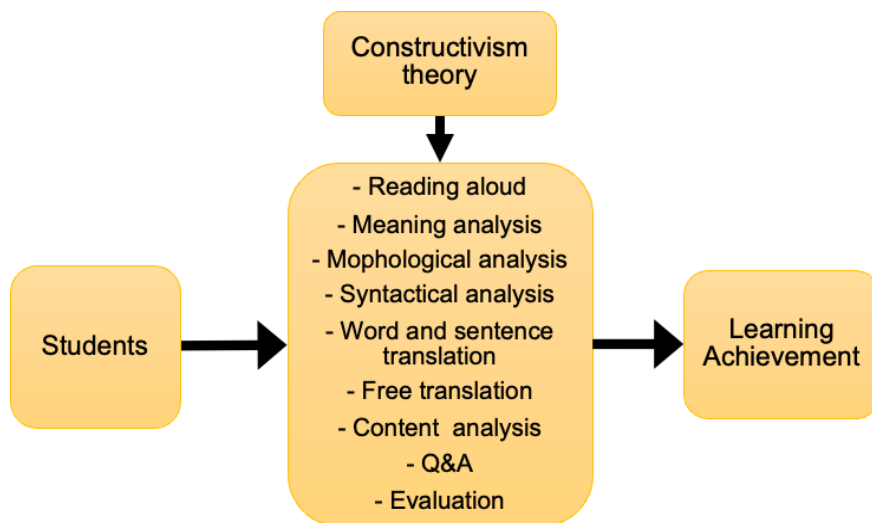 Constructivism
theory
- Reading aloud
- Meaning analysis
- Mophological analysis
- Syntactical analysis
- Word and sentence
translation
- Free translation
- Content analysis
- Q&A
- Evaluation
Students
Learning
Achievement